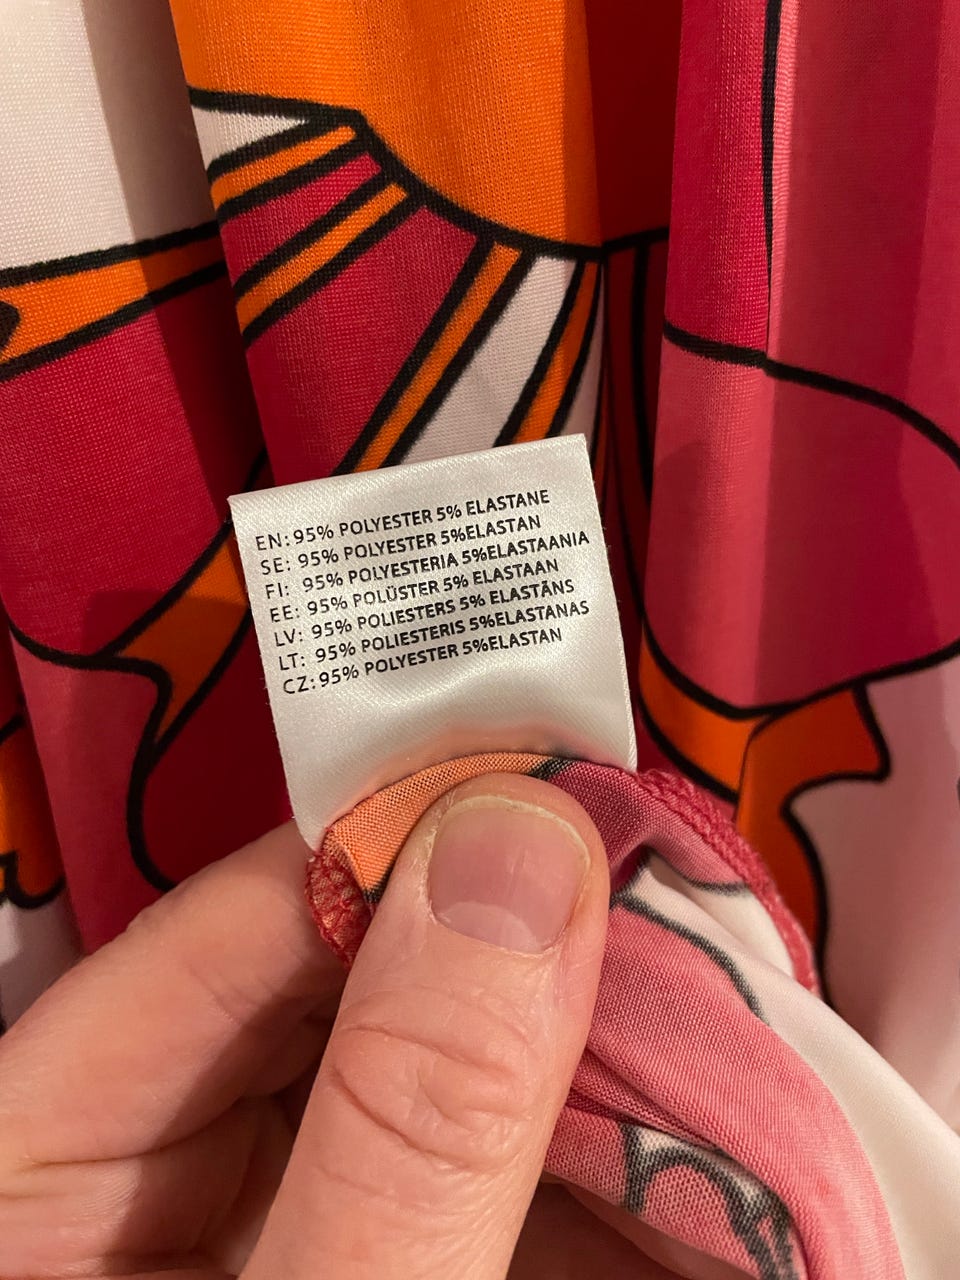 EN: 95% POLYESTER 5% ELASTANE
SE: 95% POLYESTER 5%ELASTAN
FI: 95% POLYESTERIA 5%ELASTAANIA
EE: 95% POLÜSTER 5% ELASTAAN
LV: 95% POLIESTERS 5% ELASTĀNS
LT: 95% POLIESTERIS 5%ELASTANAS
CZ: 95% POLYESTER 5%ELASTAN